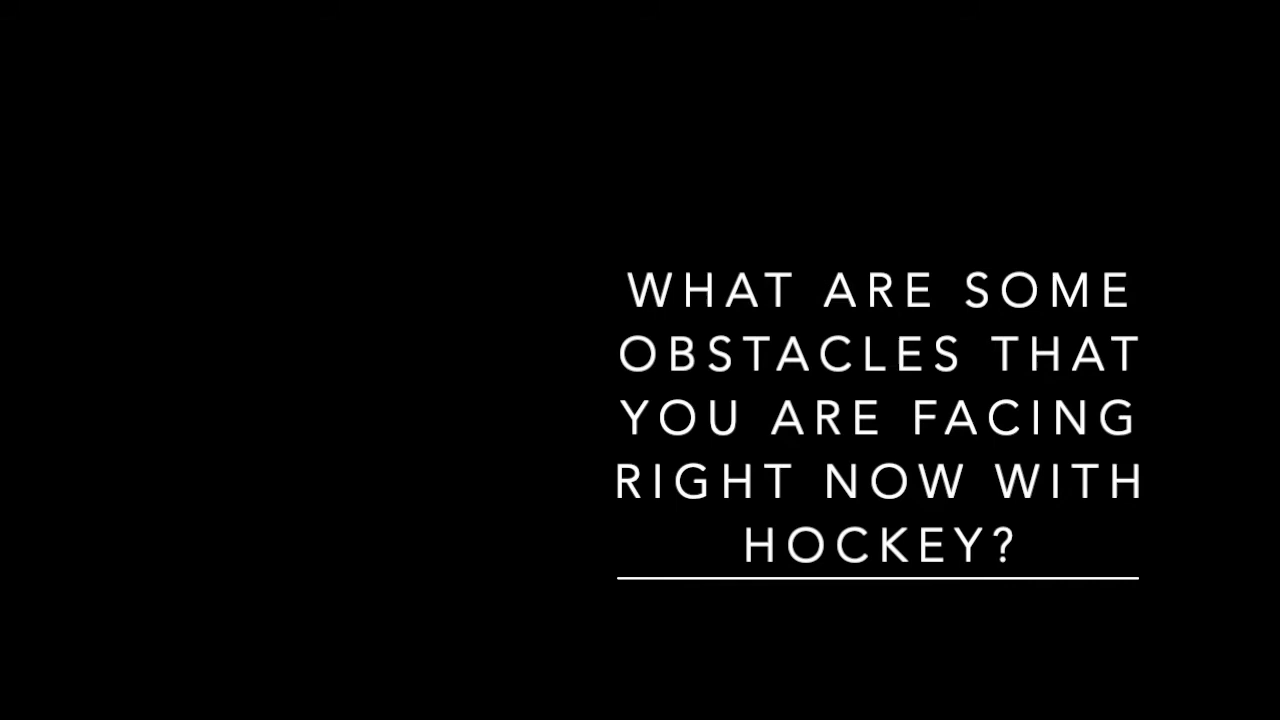 WHAT ARE SOME
OBSTACLES THAT
YOU ARE FACING
RIGHT NOW WITH
HOCKEY?